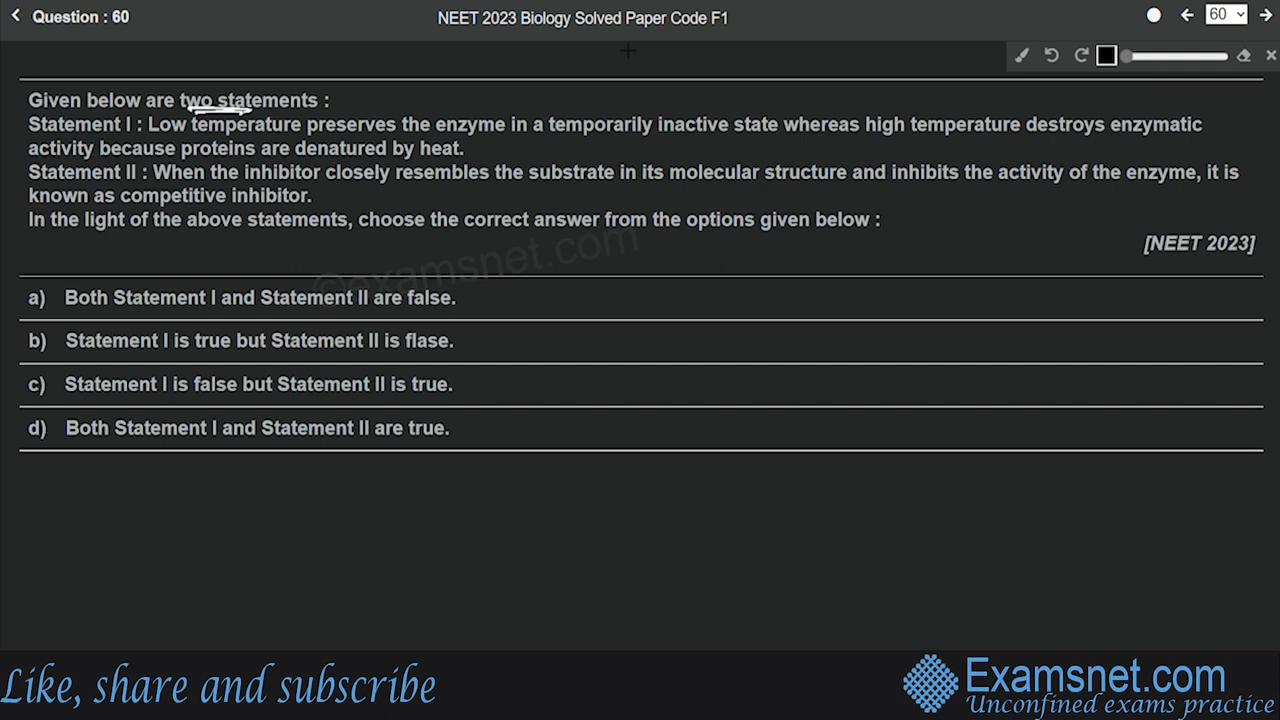 Question : 60
NEET 2023 Biology Solved Paper Code F1
60
Given below are two statements :
Statement I : Low temperature preserves the enzyme in a temporarily inactive state whereas high temperature destroys enzymatic
activity because proteins are denatured by heat.
Statement II : When the inhibitor closely resembles the substrate in its molecular structure and inhibits the activity of the enzyme, it is
known as competitive inhibitor.
In the light of the above statements, choose the correct answer from the options given below :
[NEET 2023]
©examsnet.com
a) Both Statement I and Statement II are false.
b) Statement I is true but Statement II is flase.
c) Statement I is false but Statement II is true.
d) Both Statement I and Statement II are true.
Like, share and subscribe
Examsnet.com
Unconfined exams practice